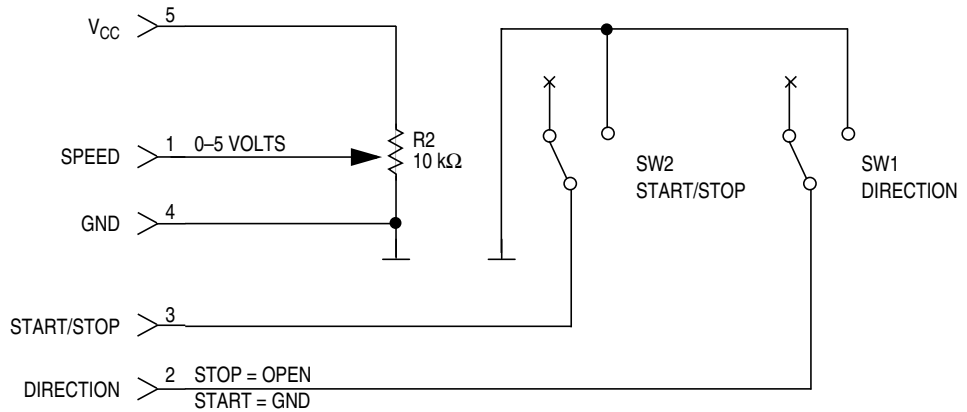 V_CC 5
SPEED 1 0–5 VOLTS
R2
10 kΩ
GND 4
SW2
START/STOP
SW1
DIRECTION
START/STOP 3
DIRECTION 2 STOP = OPEN
START = GND